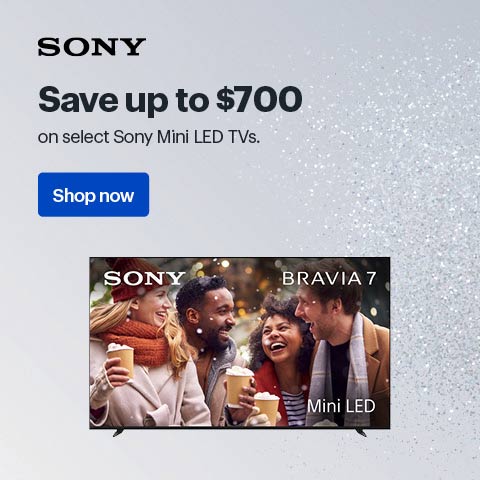 SONY
Save up to $700
on select Sony Mini LED TVs.
Shop now
SONY BRAVIA 7
Mini LED